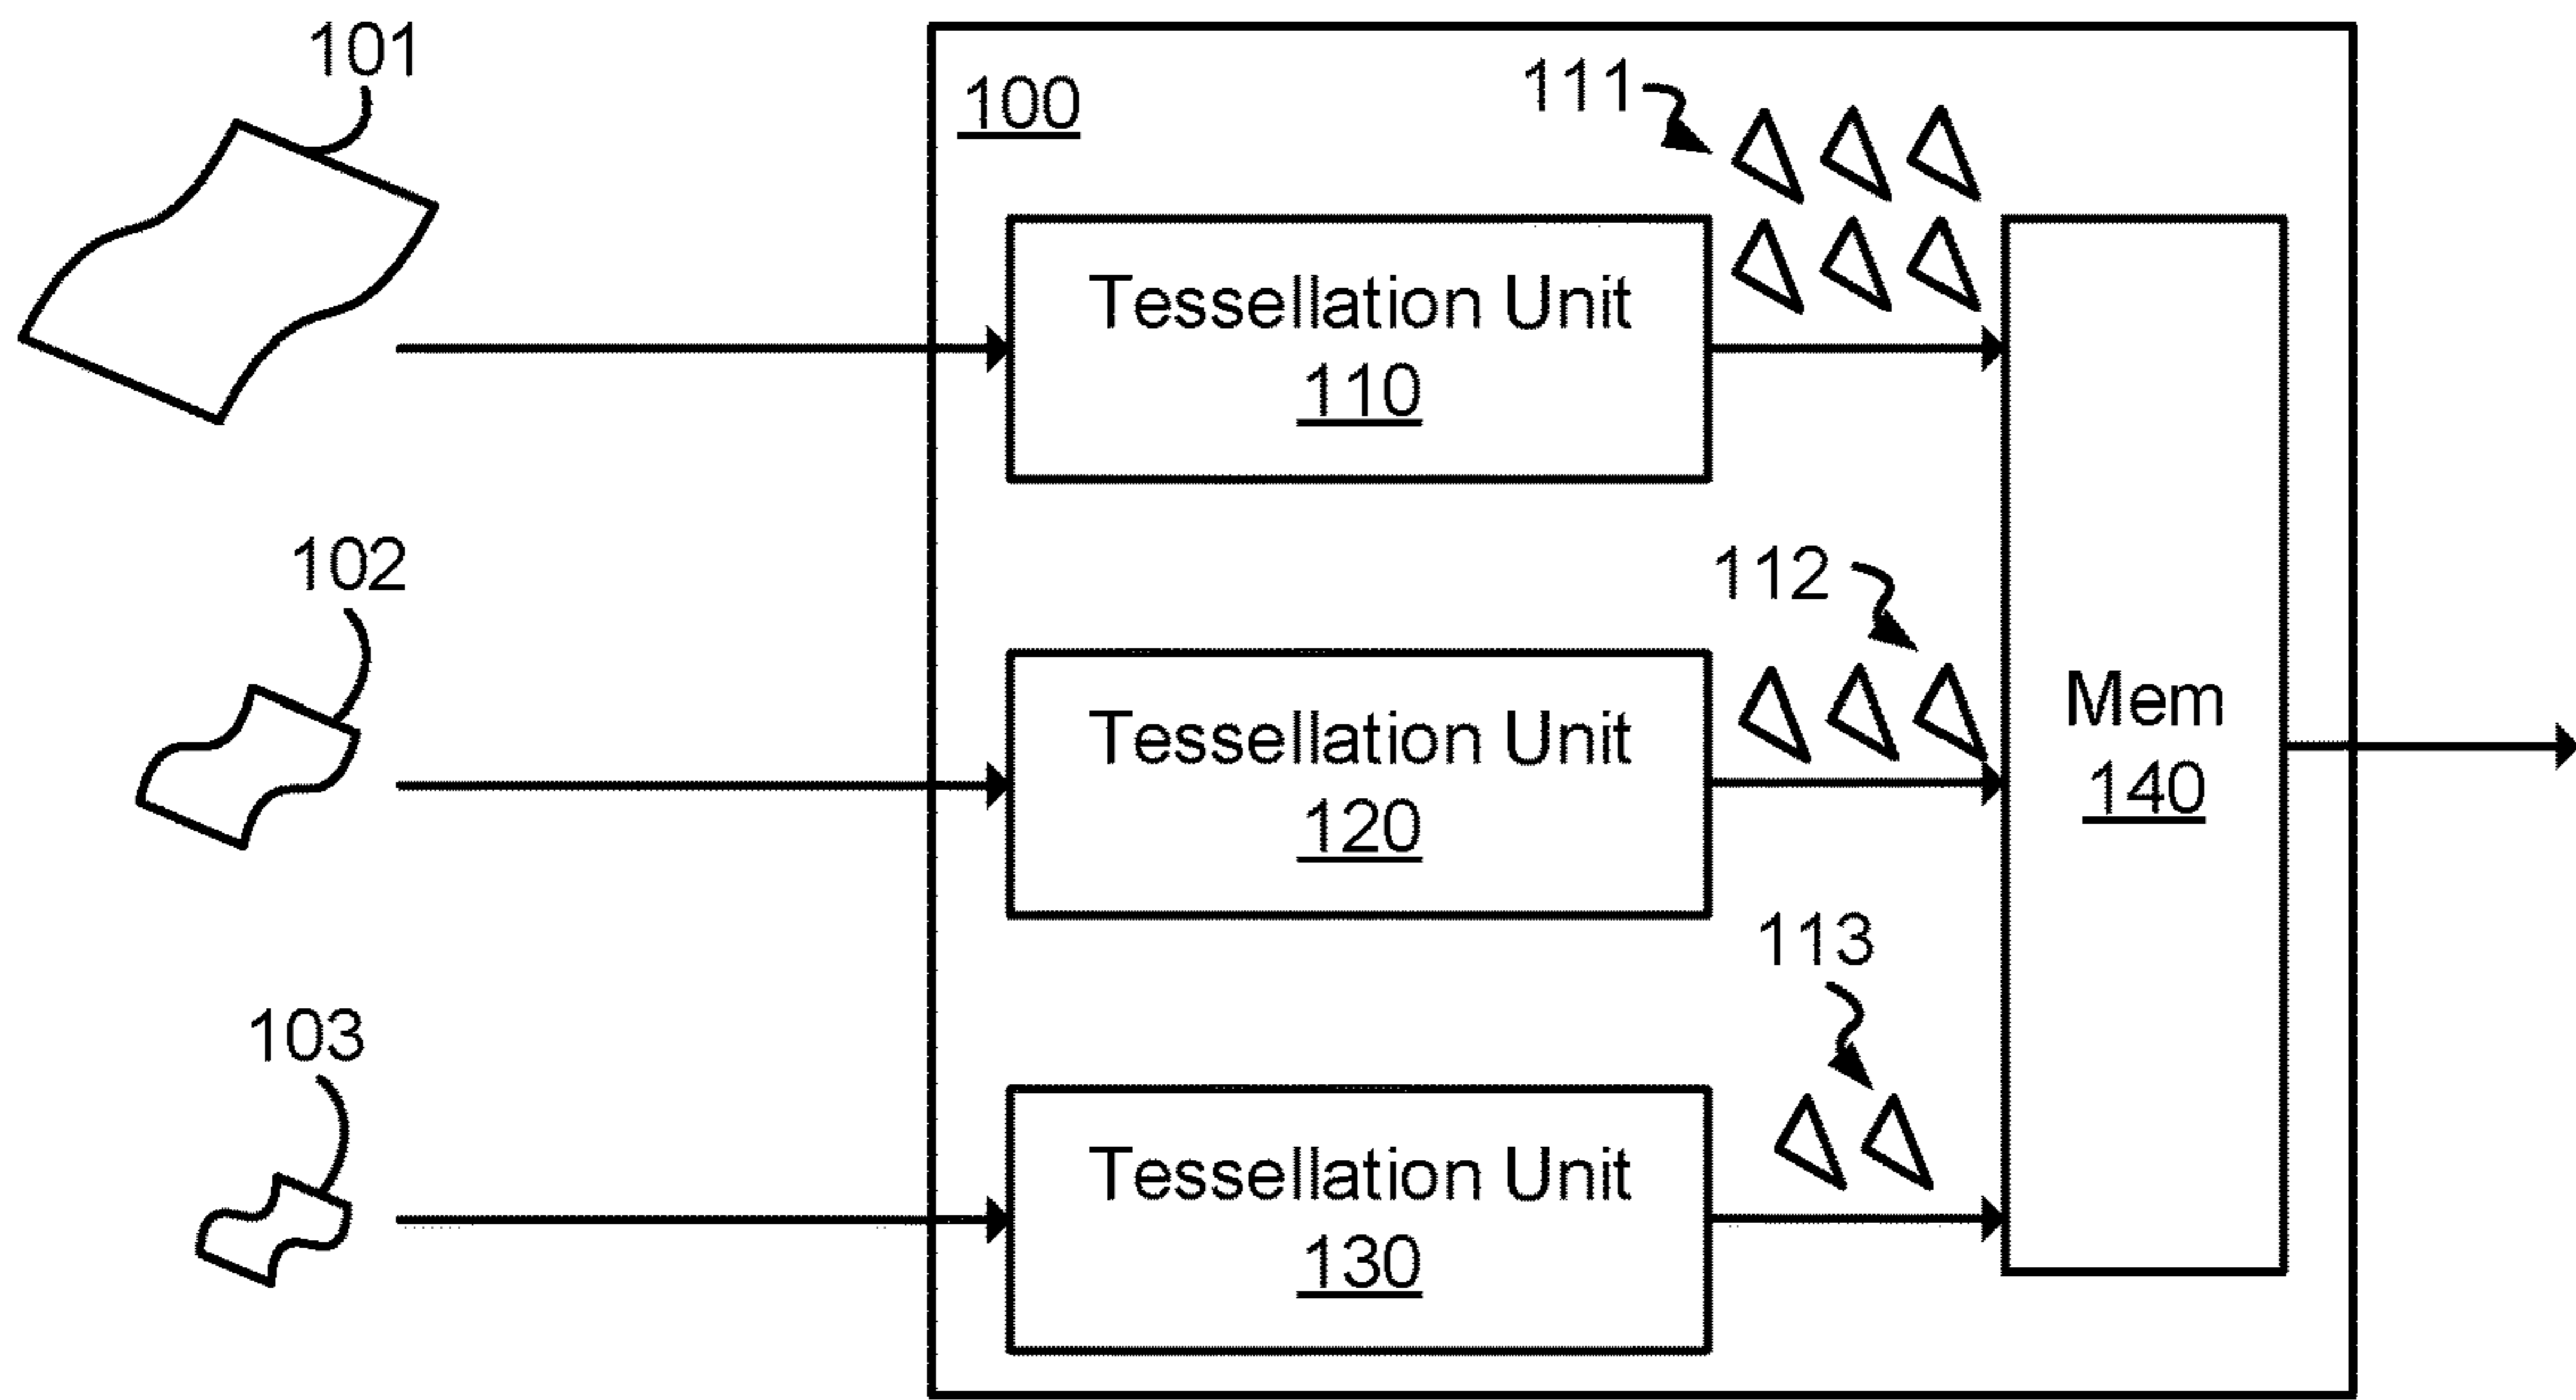 101
100
111
Tessellation Unit
110
102
112
Tessellation Unit
120
Mem
140
103
113
Tessellation Unit
130